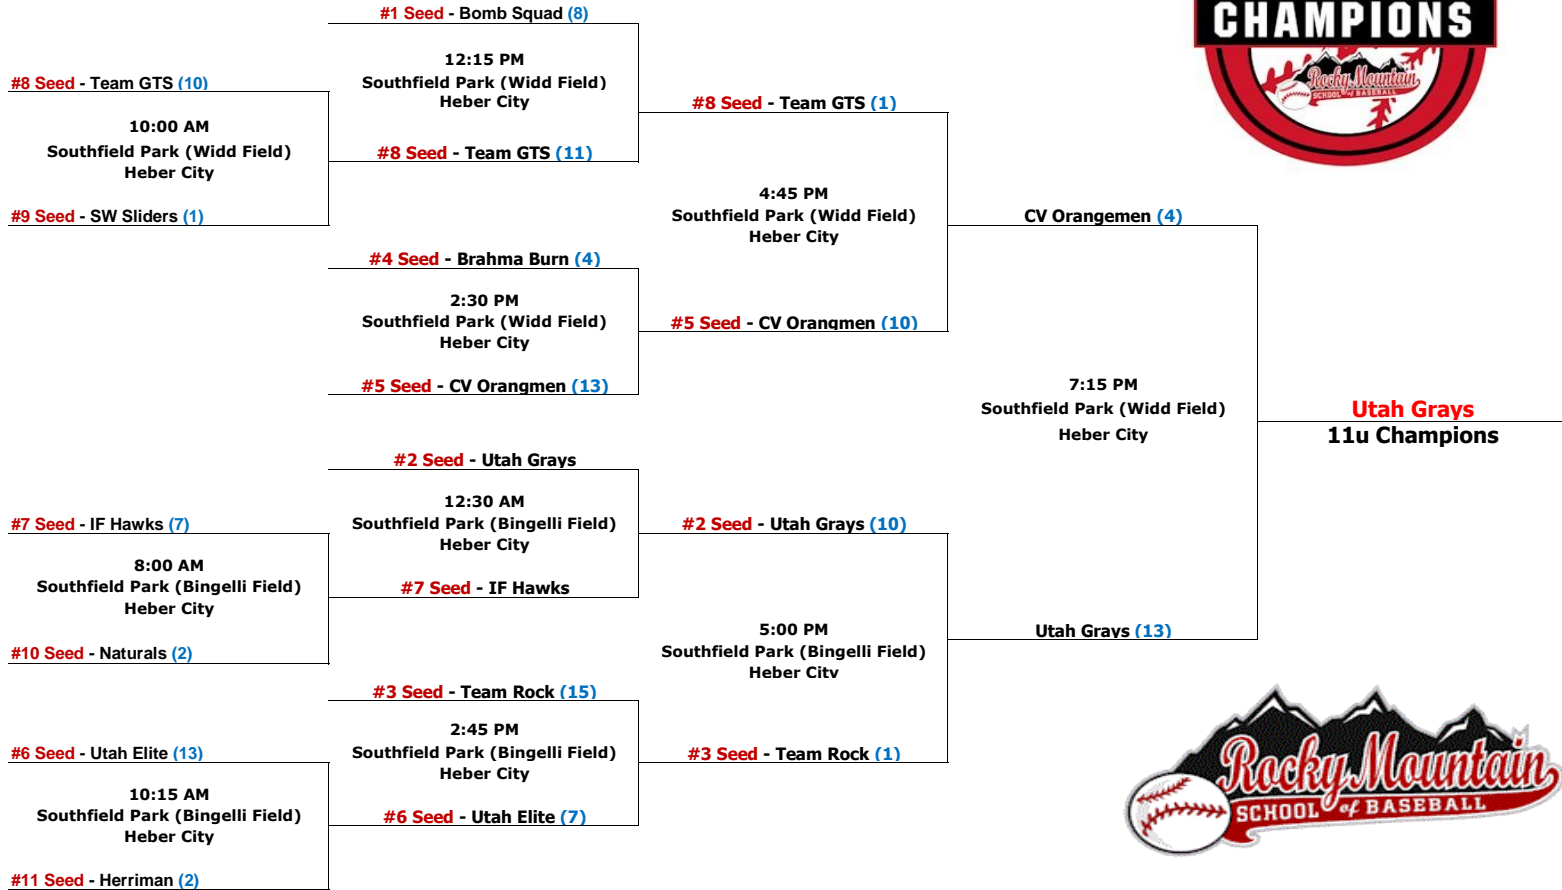 #1 Seed - Bomb Squad (8)
12:15 PM
Southfield Park (Widd Field)
Heber City
#8 Seed - Team GTS (10)
10:00 AM
Southfield Park (Widd Field)
Heber City
#9 Seed - SW Sliders (1)
#8 Seed - Team GTS (11)
#8 Seed - Team GTS (1)
4:45 PM
Southfield Park (Widd Field)
Heber City
#4 Seed - Brahma Burn (4)
2:30 PM
Southfield Park (Widd Field)
Heber City
#5 Seed - CV Orangmen (13)
#5 Seed - CV Orangmen (10)
CV Orangemen (4)
7:15 PM
Southfield Park (Widd Field)
Heber City
Utah Grays
11u Champions
#2 Seed - Utah Grays
12:30 AM
Southfield Park (Bingelli Field)
Heber City
#7 Seed - IF Hawks (7)
8:00 AM
Southfield Park (Bingelli Field)
Heber City
#10 Seed - Naturals (2)
#7 Seed - IF Hawks
#2 Seed - Utah Grays (10)
5:00 PM
Southfield Park (Bingelli Field)
Heber City
Utah Grays (13)
#3 Seed - Team Rock (15)
2:45 PM
Southfield Park (Bingelli Field)
Heber City
#6 Seed - Utah Elite (13)
10:15 AM
Southfield Park (Bingelli Field)
Heber City
#11 Seed - Herriman (2)
#6 Seed - Utah Elite (7)
#3 Seed - Team Rock (1)
CHAMPIONS
Rocky Mountain
SCHOOL of BASEBALL
Rocky Mountain
SCHOOL of BASEBALL